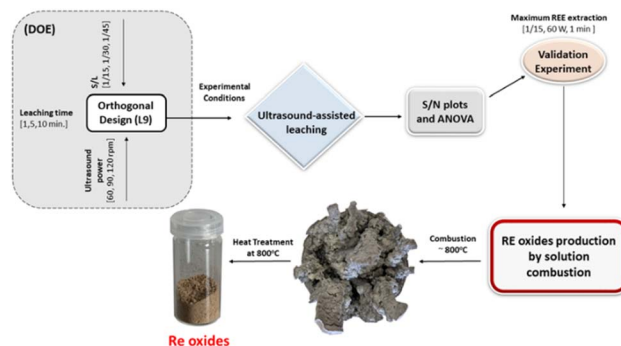 (DOE)
S/L
[1/15, 1/30, 1/45]
Leaching time
[1,5,10 min.]
Orthogonal
Design (L9)
Ultrasound
power
[60, 90, 120 rpm]
Experimental
Conditions
Ultrasound-assisted
leaching
S/N plots
and ANOVA
Maximum REE extraction
[1/15, 60 W, 1 min ]
Validation
Experiment
RE oxides production
by solution
combustion
Combustion
~ 800°C
Heat Treatment
at 800°C
Re oxides